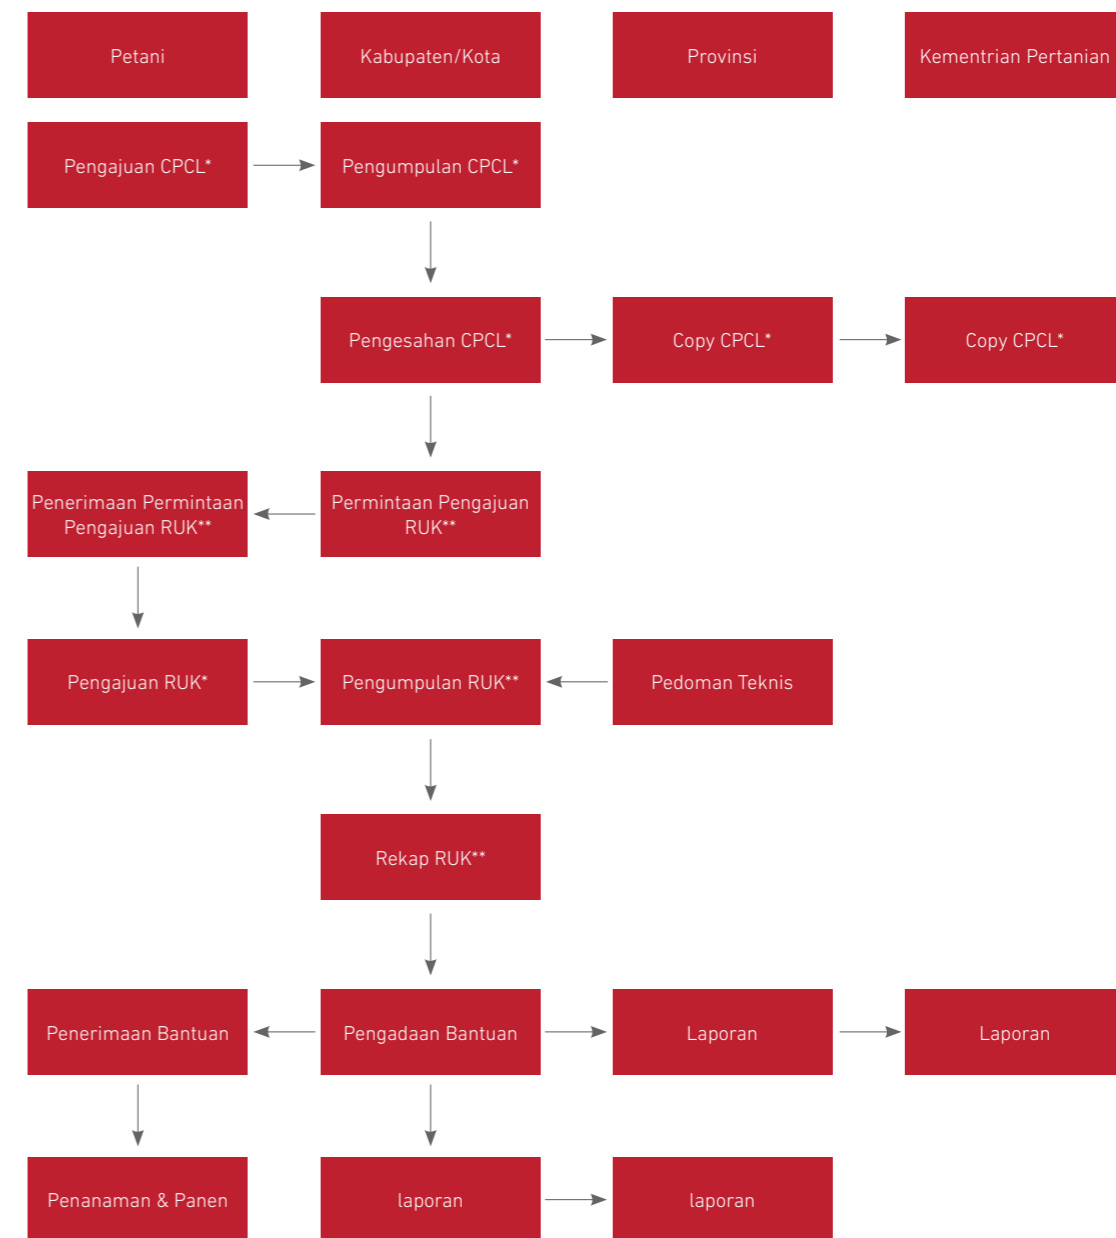 Petani
Kabupaten/Kota
Provinsi
Kementrian Pertanian
Pengajuan CPCL*
Pengumpulan CPCL*
Pengesahan CPCL*
Copy CPCL*
Copy CPCL*
Penerimaan Permintaan
Pengajuan RUK**
Permintaan Pengajuan
RUK**
Pengajuan RUK*
Pengumpulan RUK**
Pedoman Teknis
Rekap RUK**
Penerimaan Bantuan
Pengadaan Bantuan
Laporan
Laporan
Penanaman & Panen
laporan
laporan